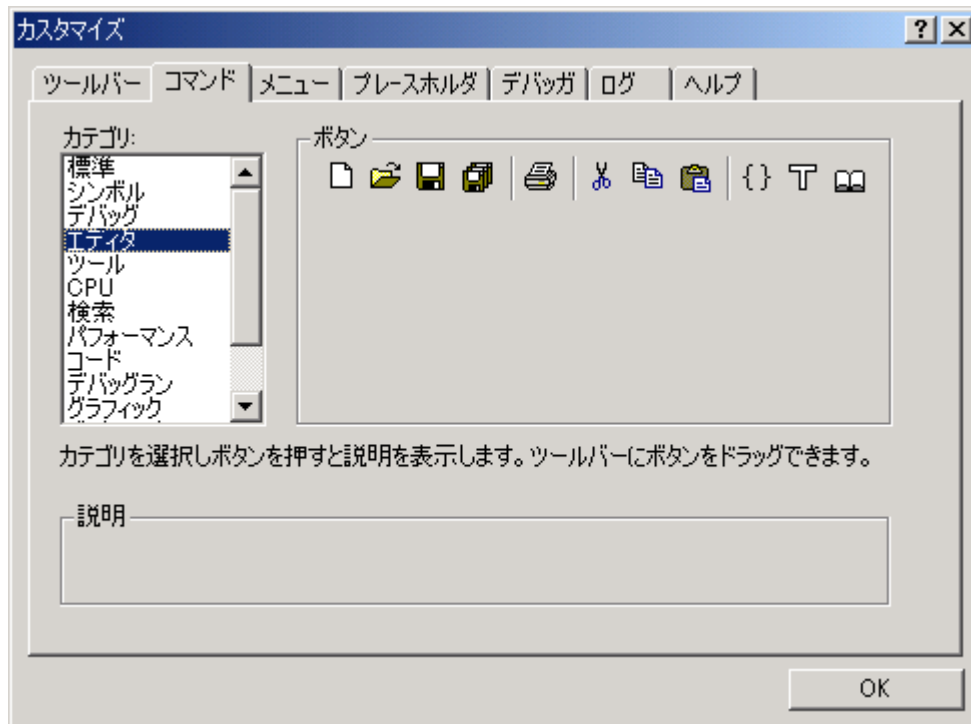 カスタマイズ
ツールバー コマンド メニュー プレースホルダ デバッガ ログ ヘルプ
カテゴリ:
標準
シンボル
デバッグ
エディタ
ツール
CPU
検索
パフォーマンス
コード
デバッグラン
グラフィック
ボタン
カテゴリを選択しボタンを押すと説明を表示します。ツールバーにボタンをドラッグできます。
説明
OK